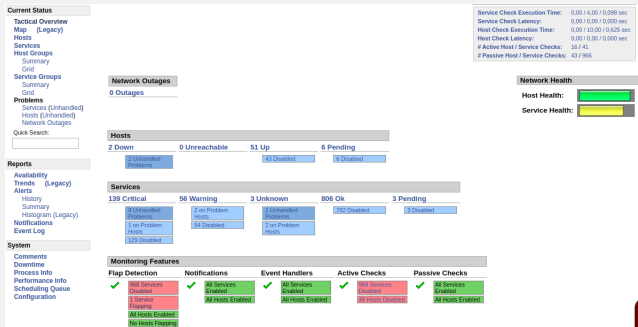 Current Status
Tactical Overview
Map (Legacy)
Hosts
Services
Host Groups
Summary
Grid
Service Groups
Summary
Grid
Problems
Services (Unhandled)
Hosts (Unhandled)
Network Outages
Quick Search:
Reports
Availability
Trends (Legacy)
Alerts
History
Summary
Histogram (Legacy)
Notifications
Event Log
System
Comments
Downtime
Process Info
Performance Info
Scheduling Queue
Configuration
Service Check Execution Time: 0,00 / 4,00 / 0,098 sec
Service Check Latency: 0,00 / 0,00 / 0,000 sec
Host Check Execution Time: 0,00 / 10,00 / 0,625 sec
Host Check Latency: 0,00 / 0,00 / 0,000 sec
# Active Host / Service Checks: 16 / 41
# Passive Host / Service Checks: 43 / 966
Network Outages
0 Outages
Network Health
Host Health:
Service Health:
Hosts
2 Down 0 Unreachable 51 Up 6 Pending
2 Unhandled Problems
43 Disabled
6 Disabled
Services
139 Critical 56 Warning 3 Unknown 806 Ok 3 Pending
9 Unhandled Problems
1 on Problem Hosts
129 Disabled
2 on Problem Hosts
54 Disabled
1 Unhandled Problems
2 on Problem Hosts
782 Disabled
3 Disabled
Monitoring Features
Flap Detection Notifications Event Handlers Active Checks Passive Checks
968 Services Disabled
1 Service Flapping
All Hosts Enabled
No Hosts Flapping
All Services Enabled
All Hosts Enabled
All Services Enabled
All Hosts Enabled
968 Services Disabled
49 Hosts Disabled
All Services Enabled
All Hosts Enabled